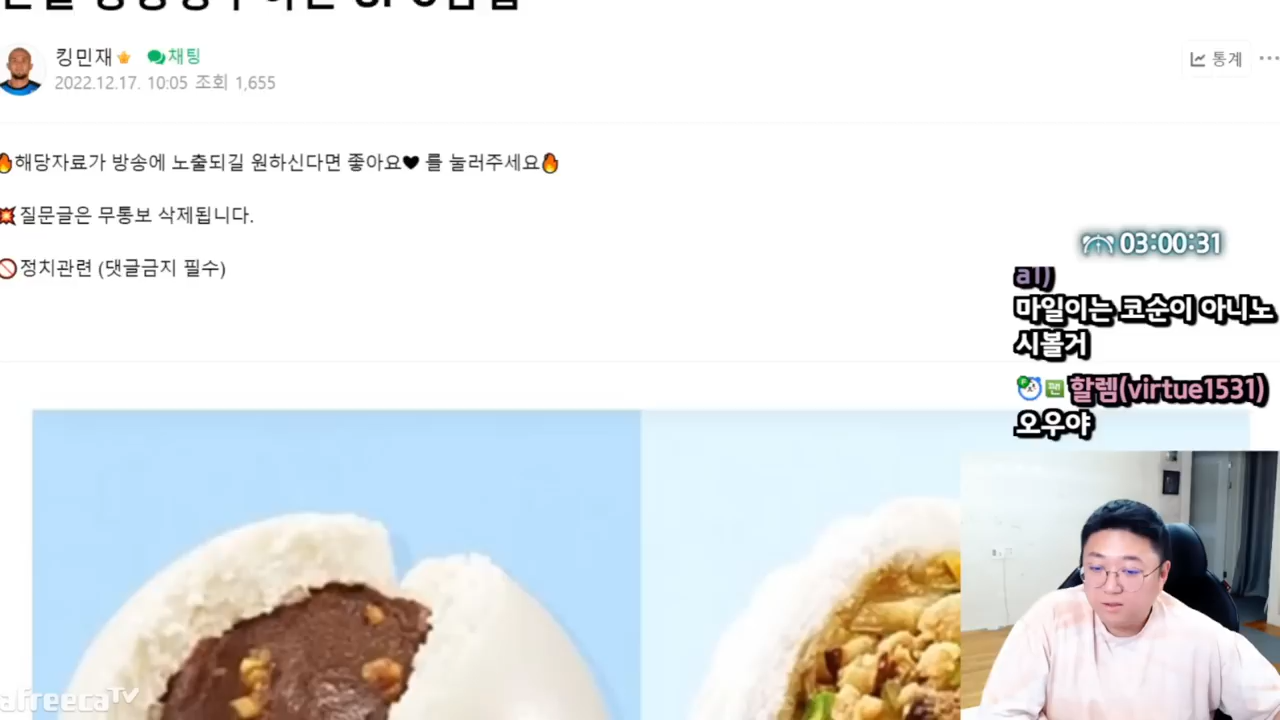 킹민재 채팅
2022.12.17. 10:05 조회 1,655
통계
해당자료가 방송에 노출되길 원하신다면 좋아요 를 눌러주세요
질문글은 무통보 삭제됩니다.
정치관련 (댓글금지 필수)
03:00:31
마일이는 코순이 아니노
시볼거
팬 할렘(virtue1531)
오우야
afreecaTV